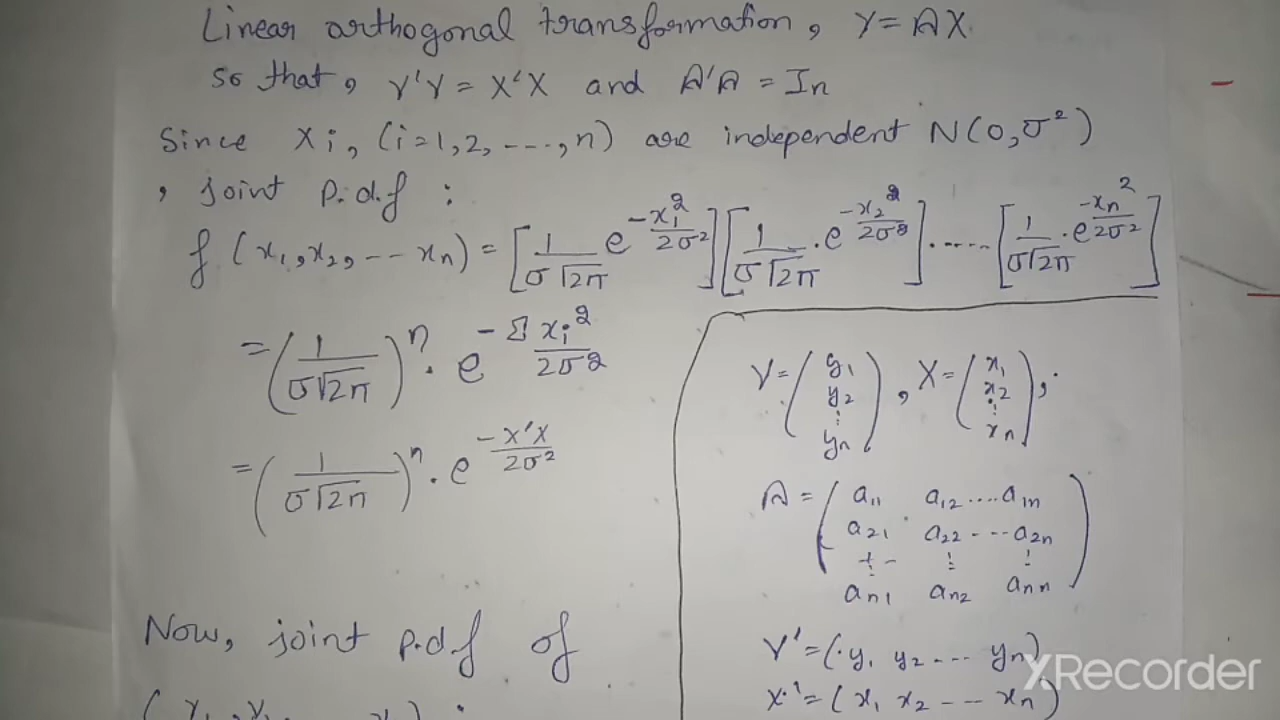 Linear orthogonal transformation, Y = AX.
so that, Y'Y = X'X and A'A = In
Since Xi, (i=1,2,----,n) are independent N(0,σ²)
, joint p.d.f :
f (x₁,x₂,--- xn) = [1/(σ√2π) e^(-x₁²/2σ²)] [1/(σ√2π) . e^(-x₂²/2σ²)] . ..... [1/(σ√2π) . e^(-xn²/2σ²)]
= (1/(σ√2π))^n . e^(-Σ xi²/2σ²)
= (1/(σ√2π))^n . e^(-X'X/2σ²)
Now, joint p.d.f of
Y = (y₁ y₂ ⋮ yn), X = (x₁ x₂ ⋮ xn),
A = (a₁₁ a₁₂ .... a₁n
a₂₁ a₂₂ - -- a₂n
⋮ ⋮ ⋮
an₁ an₂ ann)
Y' = (y₁ y₂ -- -- yn)
X' = (x₁ x₂ -- -- xn)
XRecorder